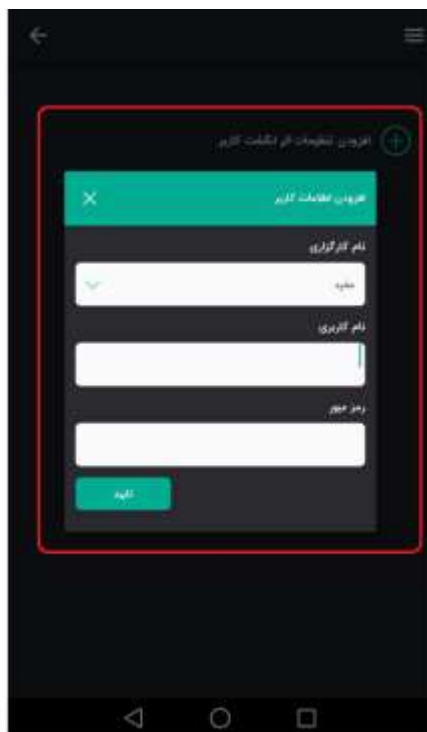 افزودن تنظیمات اثر انگشت کاربر
افزودن اطلاعات کاربر
نام کارگزاری
مفید
نام کاربری
رمز عبور
تایید